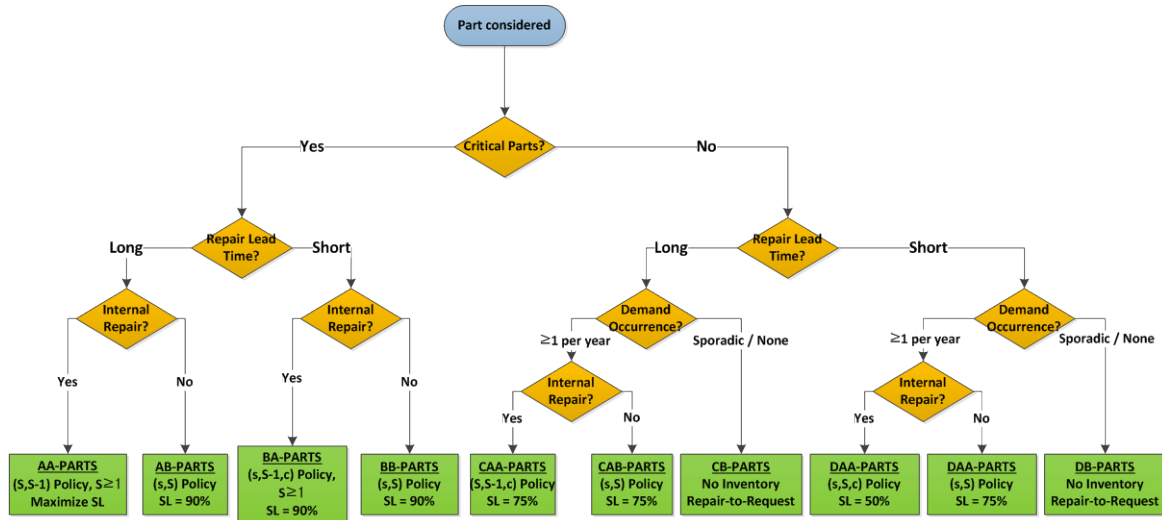 Part considered
Critical Parts?
Yes
No
Repair Lead
Time?
Long
Short
Repair Lead
Time?
Long
Short
Internal
Repair?
Internal
Repair?
Demand
Occurrence?
Demand
Occurrence?
≥1 per year
Sporadic / None
≥1 per year
Sporadic / None
Yes
No
Yes
No
Internal
Repair?
Internal
Repair?
Yes
No
Yes
No
AA-PARTS
(S,S-1) Policy, S≥1
Maximize SL
AB-PARTS
(s,S) Policy
SL = 90%
BA-PARTS
(s,S-1,c) Policy,
S≥1
SL = 90%
BB-PARTS
(s,S) Policy
SL = 90%
CAA-PARTS
(S,S-1,c) Policy
SL = 75%
CAB-PARTS
(s,S) Policy
SL = 75%
CB-PARTS
No Inventory
Repair-to-Request
DAA-PARTS
(s,S,c) Policy
SL = 50%
DAA-PARTS
(s,S) Policy
SL = 75%
DB-PARTS
No Inventory
Repair-to-Request